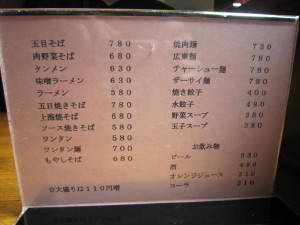 五目そば 780
肉野菜そば 680
タンメン 630
味噌ラーメン 630
ラーメン 580
五目焼きそば 780
上海焼そば 680
ソース焼きそば 580
ワンタン麺 780
ワンタン 700
もやしそば 680
☆大盛りは110円増
焼肉麺 730
広東麺 780
チャーシュー麺 780
ザーサイ麺 780
焼き餃子 400
水餃子 490
野菜スープ 380
玉子スープ 380
お飲み物
ビール 530
酒
オレンジジュース 210
コーラ 210